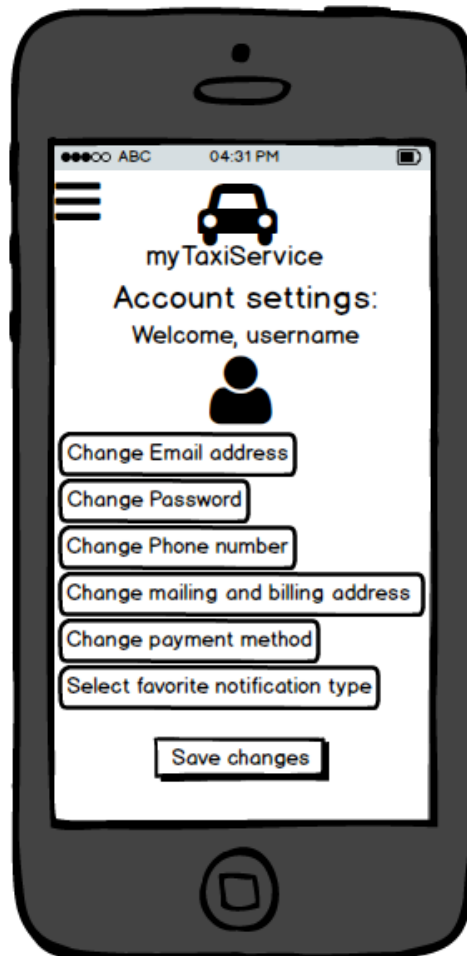 ABC 04:31 PM
myTaxiService
Account settings:
Welcome, username
Change Email address
Change Password
Change Phone number
Change mailing and billing address
Change payment method
Select favorite notification type
Save changes